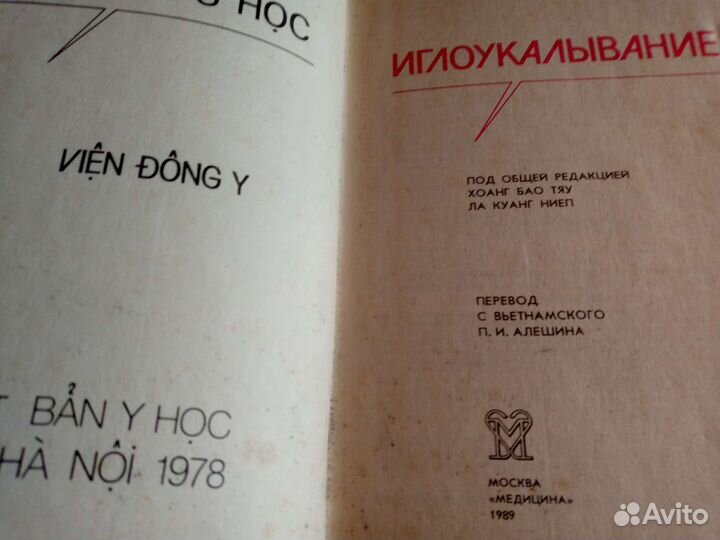 HỌC
VIỆN ĐÔNG Y
BẢN Y HỌC
HÀ NỘI 1978
ИГЛОУКАЛЫВАНИЕ
ПОД ОБЩЕЙ РЕДАКЦИЕЙ
ХОАНГ БАО ТЯУ
ЛА КУАНГ НИЕП
ПЕРЕВОД
С ВЬЕТНАМСКОГО
П. И. АЛЕШИНА
МОСКВА
«МЕДИЦИНА»
1989
Avito